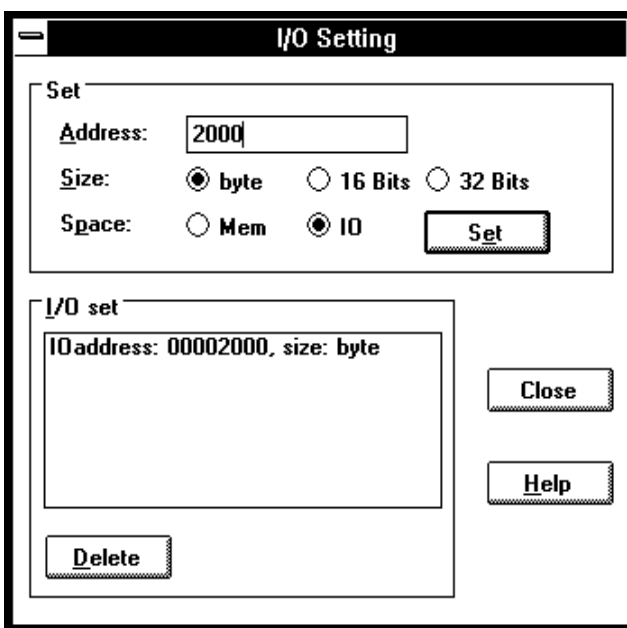 I/O Setting
Set
Address: 2000
Size: byte 16 Bits 32 Bits
Space: Mem IO Set
I/O set
IOaddress: 00002000, size: byte
Close
Help
Delete